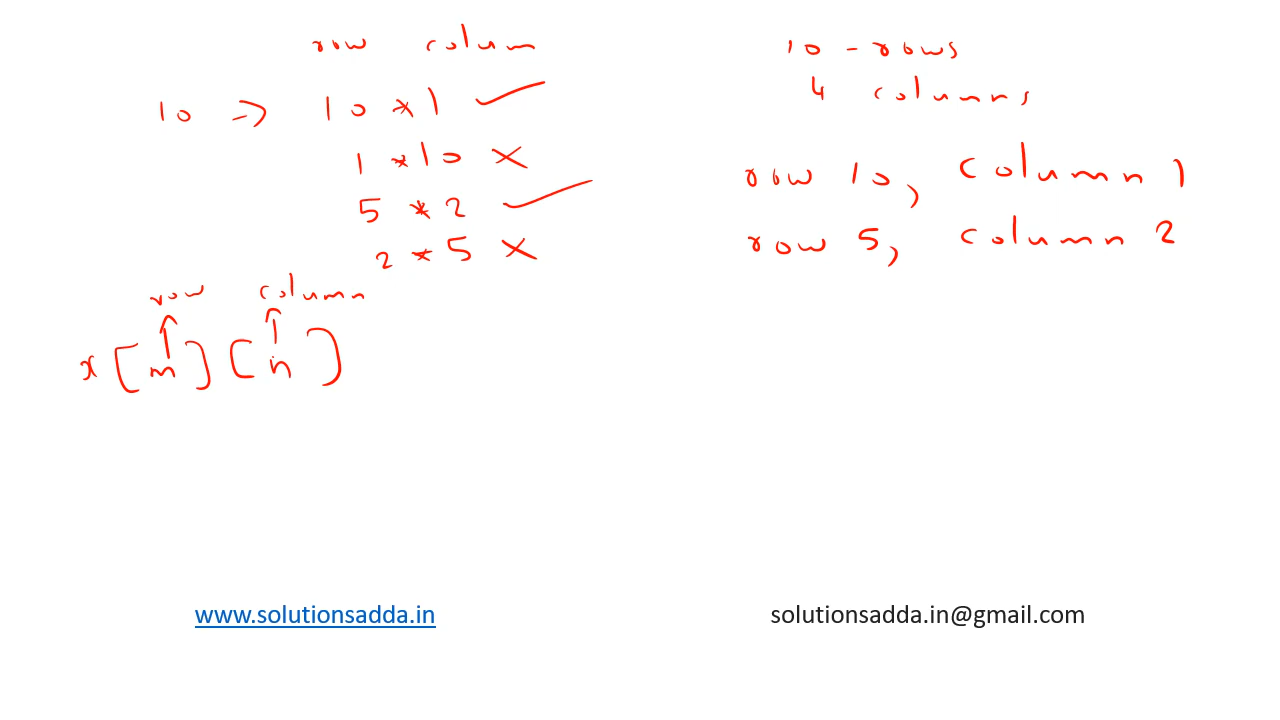 row column
10 => 10 * 1 ✓
1 * 10 ✗
5 * 2 ✓
2 * 5 ✗
row column
x [m] [n]
10 - rows
4 columns
row 10, column 1
row 5, column 2
www.solutionsadda.in
solutionsadda.in@gmail.com